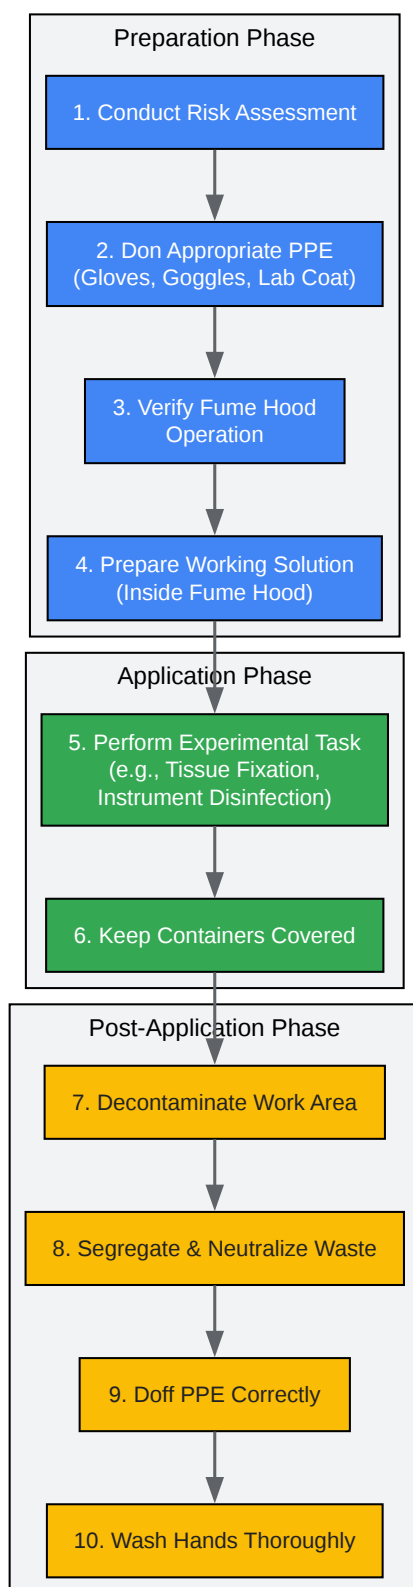 Preparation Phase
1. Conduct Risk Assessment
2. Don Appropriate PPE
(Gloves, Goggles, Lab Coat)
3. Verify Fume Hood
Operation
4. Prepare Working Solution
(Inside Fume Hood)
Application Phase
5. Perform Experimental Task
(e.g., Tissue Fixation,
Instrument Disinfection)
6. Keep Containers Covered
Post-Application Phase
7. Decontaminate Work Area
8. Segregate & Neutralize Waste
9. Doff PPE Correctly
10. Wash Hands Thoroughly